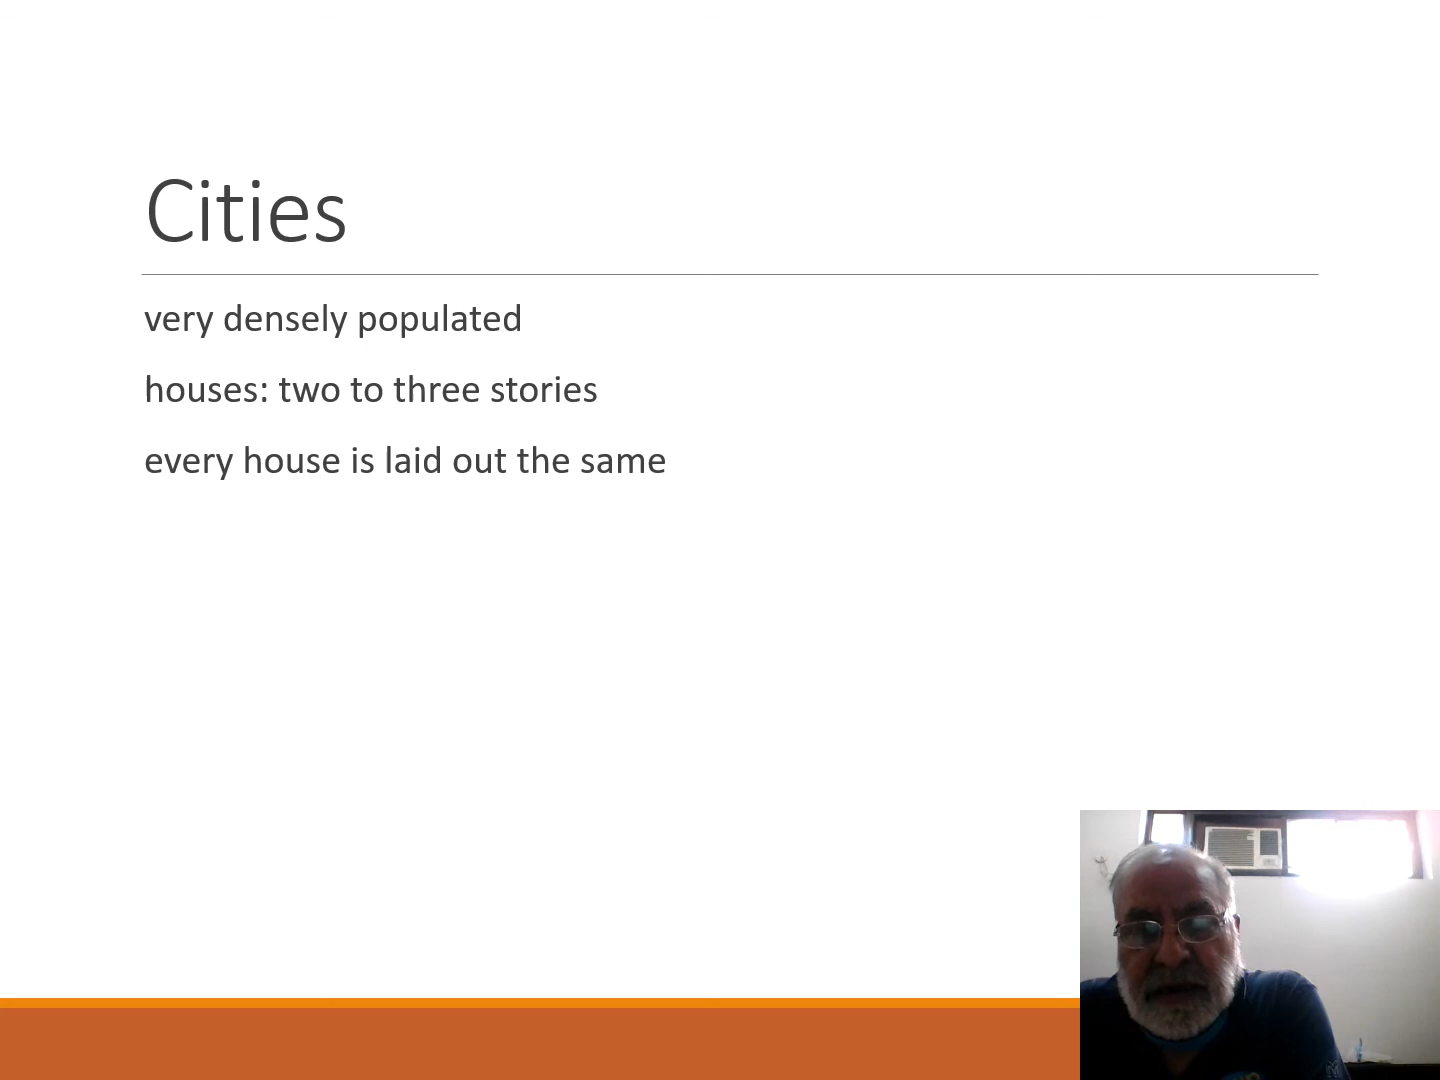 Cities
very densely populated
houses: two to three stories
every house is laid out the same